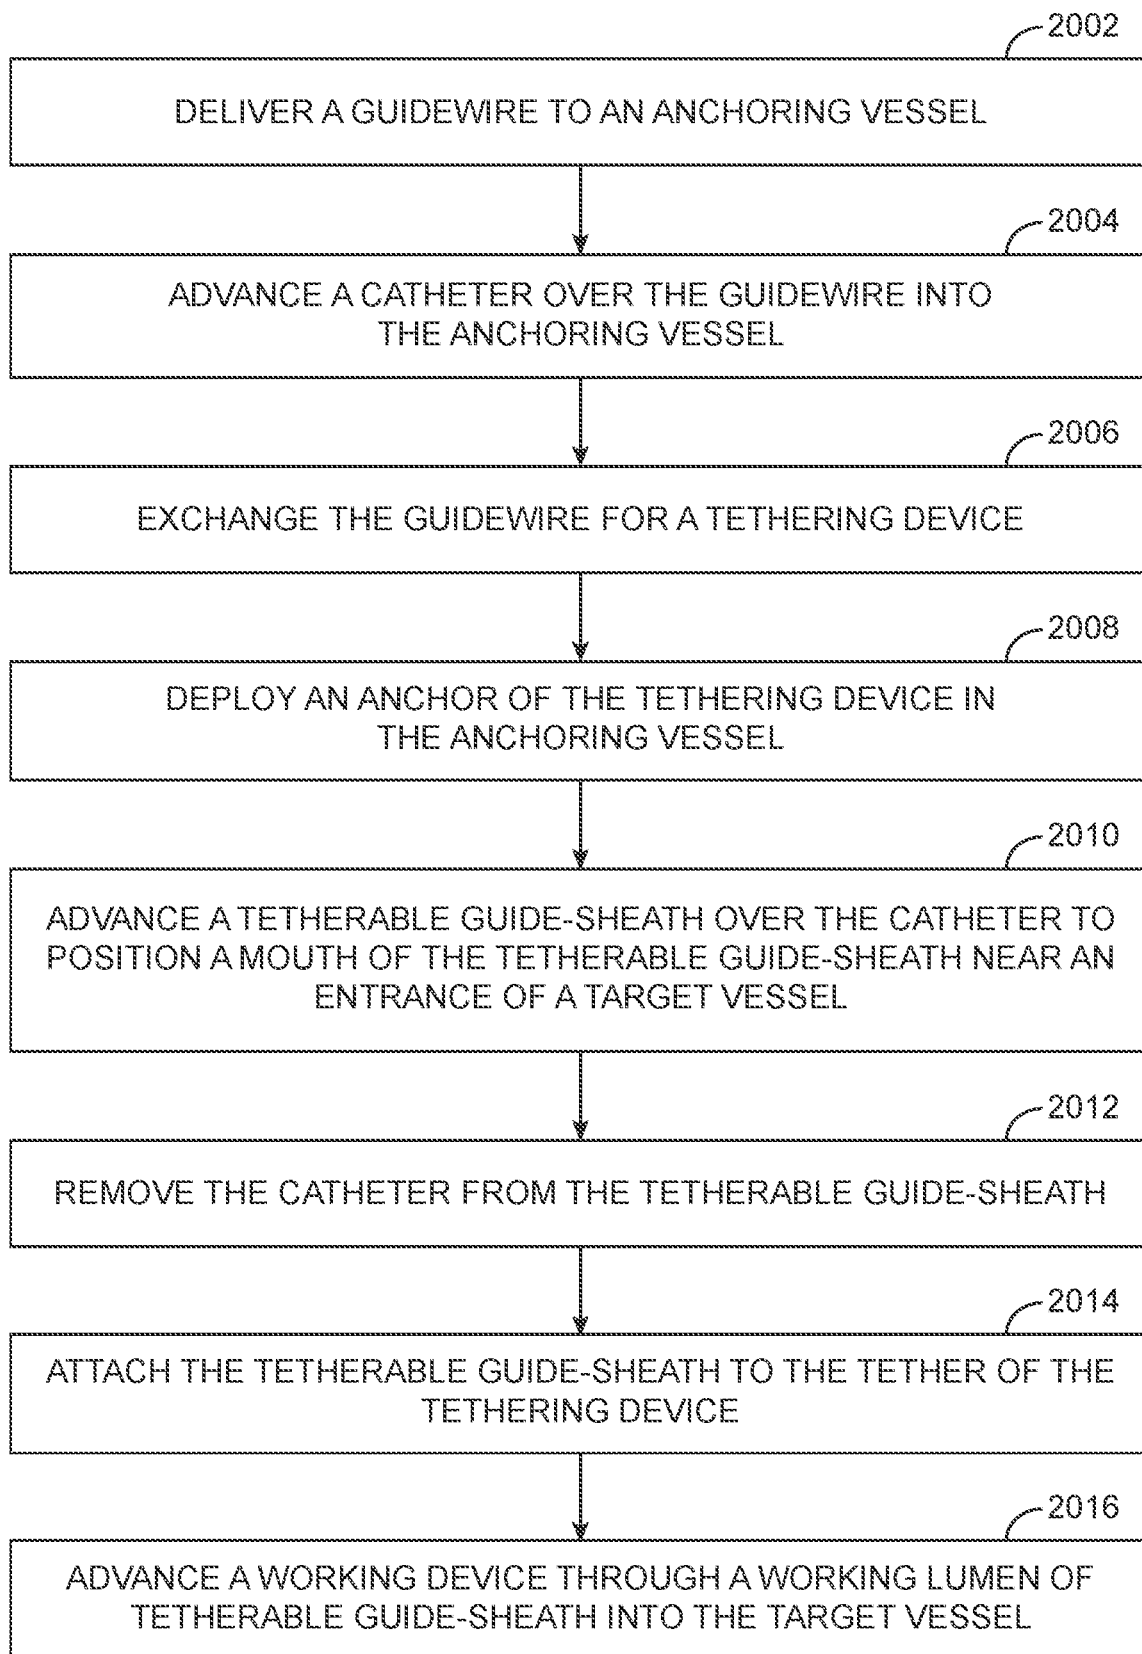 2002
DELIVER A GUIDEWIRE TO AN ANCHORING VESSEL
2004
ADVANCE A CATHETER OVER THE GUIDEWIRE INTO
THE ANCHORING VESSEL
2006
EXCHANGE THE GUIDEWIRE FOR A TETHERING DEVICE
2008
DEPLOY AN ANCHOR OF THE TETHERING DEVICE IN
THE ANCHORING VESSEL
2010
ADVANCE A TETHERABLE GUIDE-SHEATH OVER THE CATHETER TO
POSITION A MOUTH OF THE TETHERABLE GUIDE-SHEATH NEAR AN
ENTRANCE OF A TARGET VESSEL
2012
REMOVE THE CATHETER FROM THE TETHERABLE GUIDE-SHEATH
2014
ATTACH THE TETHERABLE GUIDE-SHEATH TO THE TETHER OF THE
TETHERING DEVICE
2016
ADVANCE A WORKING DEVICE THROUGH A WORKING LUMEN OF
TETHERABLE GUIDE-SHEATH INTO THE TARGET VESSEL